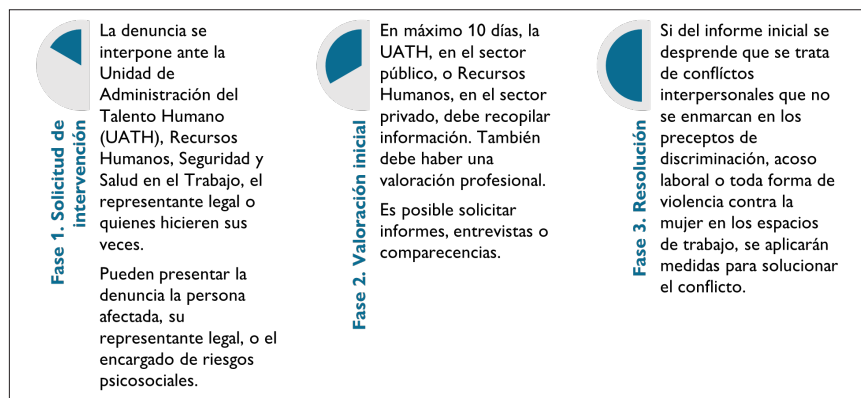 Fase 1. Solicitud de
intervención
La denuncia se
interpone ante la
Unidad de
Administración del
Talento Humano
(UATH), Recursos
Humanos, Seguridad y
Salud en el Trabajo, el
representante legal o
quienes hicieren sus
veces.
Pueden presentar la
denuncia la persona
afectada, su
representante legal, o el
encargado de riesgos
psicosociales.
Fase 2. Valoración inicial
En máximo 10 días, la
UATH, en el sector
público, o Recursos
Humanos, en el sector
privado, debe recopilar
información. También
debe haber una
valoración profesional.
Es posible solicitar
informes, entrevistas o
comparecencias.
Fase 3. Resolución
Si del informe inicial se
desprende que se trata
de conflíctos
interpersonales que no
se enmarcan en los
preceptos de
discriminación, acoso
laboral o toda forma de
violencia contra la
mujer en los espacios
de trabajo, se aplicarán
medidas para solucionar
el conflicto.